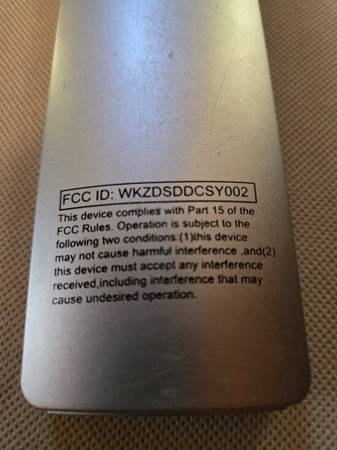 FCC ID: WKZDSDDCSY002
This device complies with Part 15 of the
FCC Rules. Operation is subject to the
following two conditions:(1)this device
may not cause harmful interference ,and(2)
this device must accept any interference
received,including interference that may
cause undesired operation.